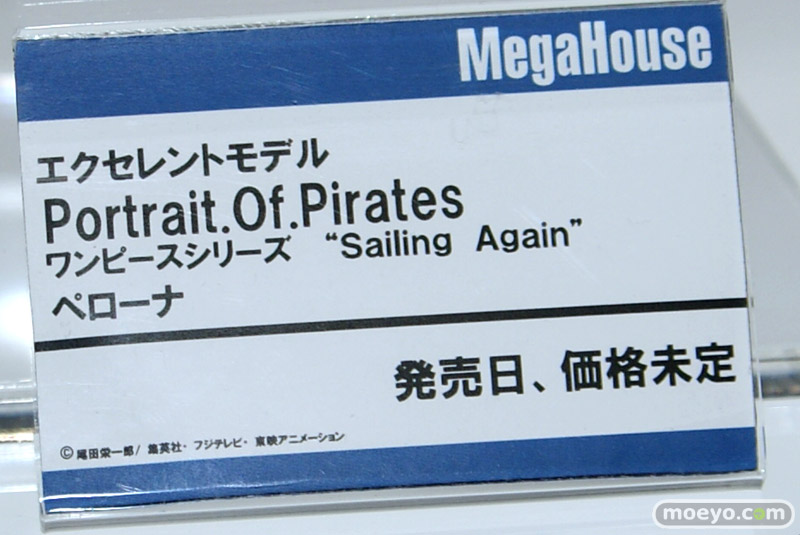 MegaHouse
エクセレントモデル
Portrait.Of.Pirates
ワンピースシリーズ “Sailing Again”
ペローナ
発売日、価格未定
©尾田栄一郎/集英社・フジテレビ・東映アニメーション
moeyo.com